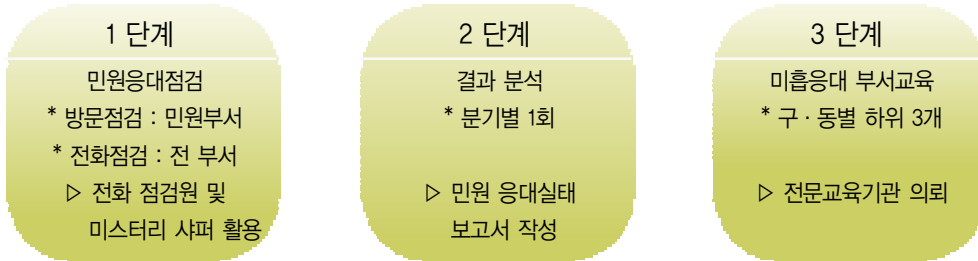 1 단계
민원응대점검
* 방문점검 : 민원부서
* 전화점검 : 전 부서
▷ 전화 점검원 및
미스터리 샤퍼 활용
2 단계
결과 분석
* 분기별 1회
▷ 민원 응대실태
보고서 작성
3 단계
미흡응대 부서교육
* 구 · 동별 하위 3개
▷ 전문교육기관 의뢰